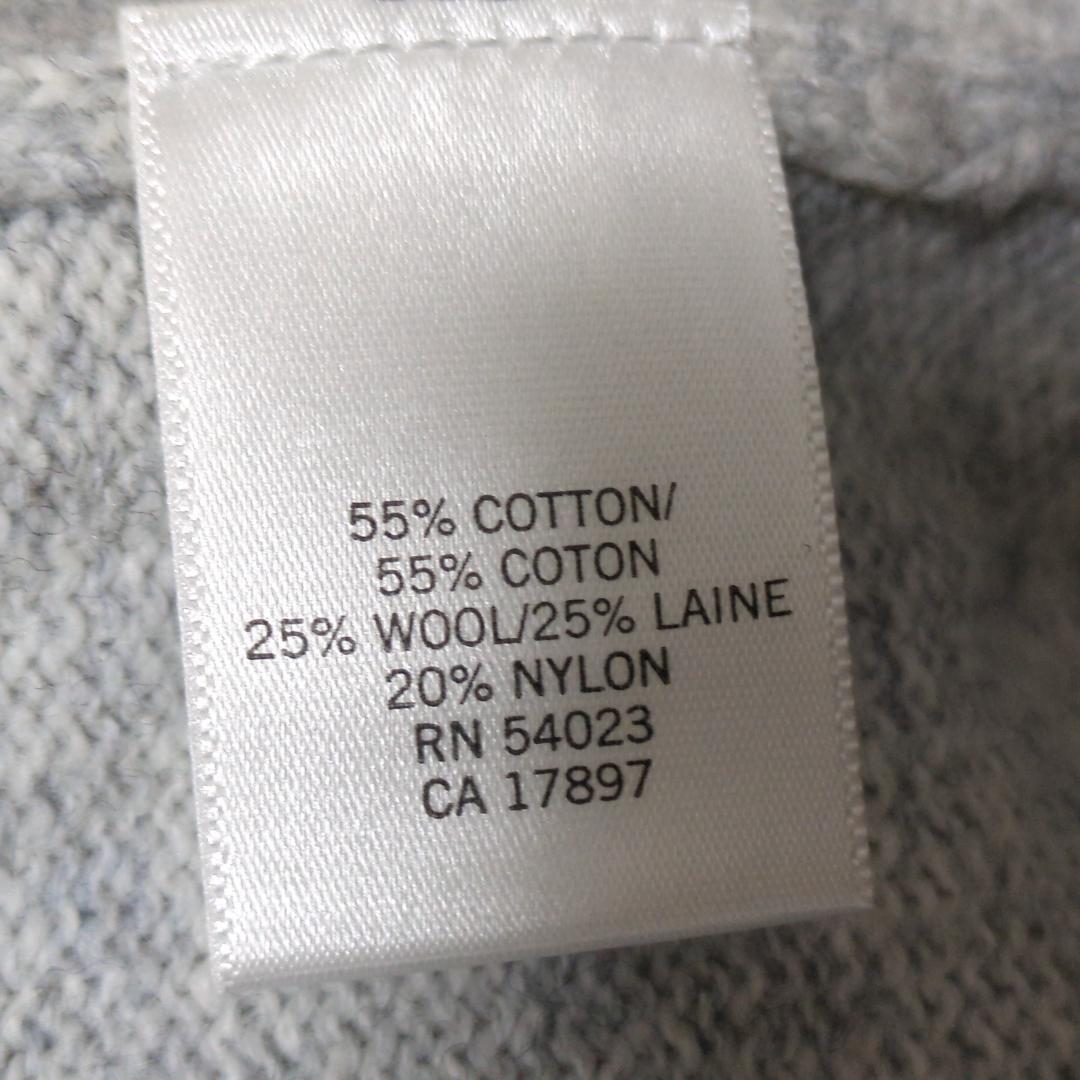 55% COTTON/
55% COTON
25% WOOL/25% LAINE
20% NYLON
RN 54023
CA 17897